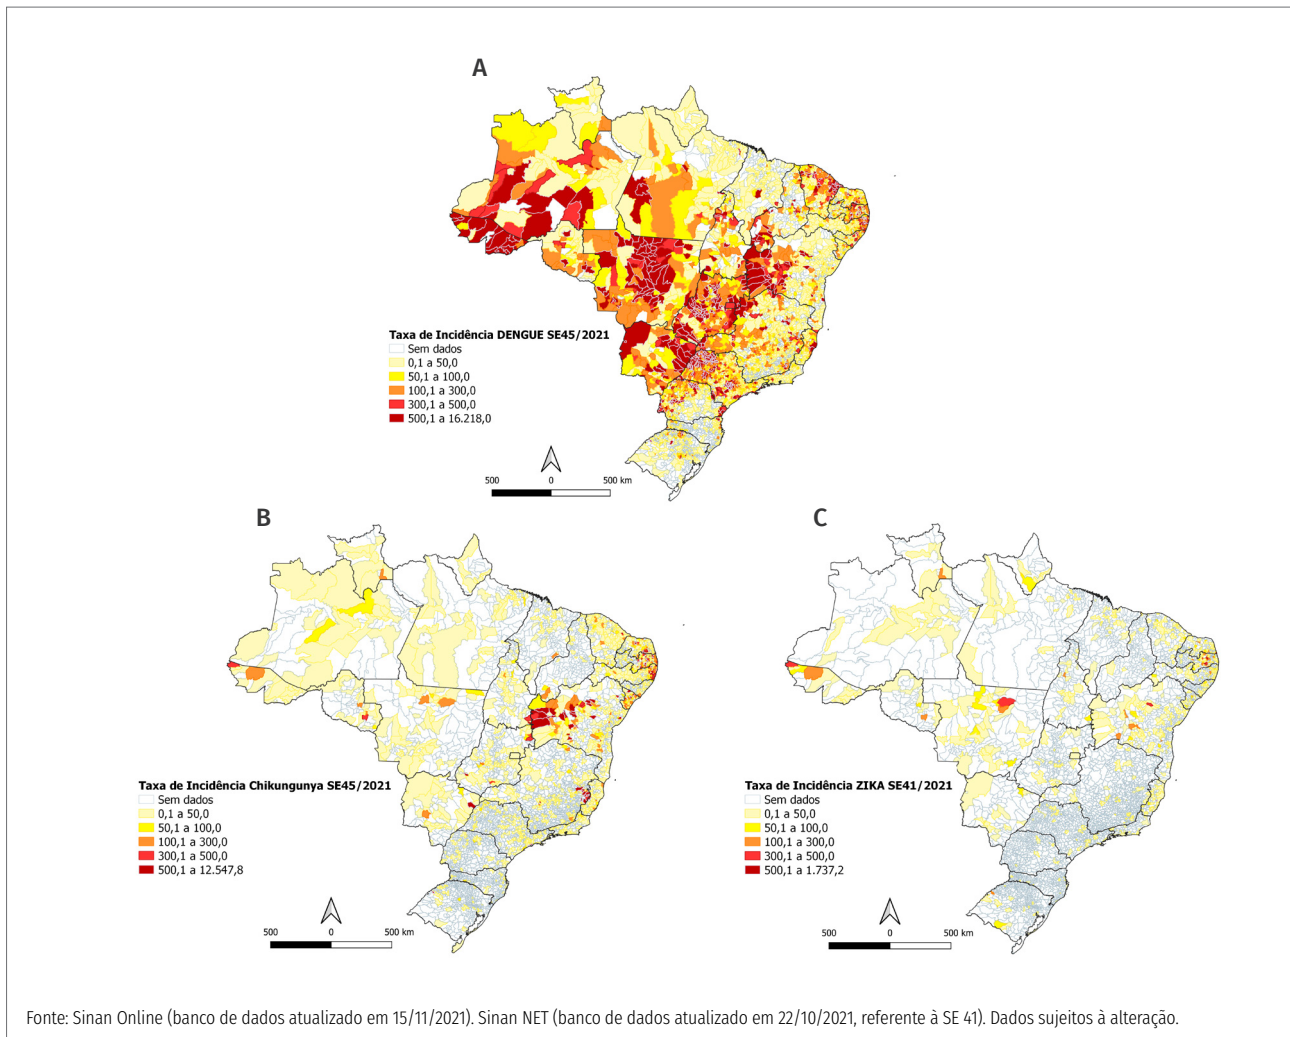 A
Taxa de Incidência DENGUE SE45/2021
Sem dados
0,1 a 50,0
50,1 a 100,0
100,1 a 300,0
300,1 a 500,0
500,1 a 16.218,0
500 0 500 km
B
Taxa de Incidência Chikungunya SE45/2021
Sem dados
0,1 a 50,0
50,1 a 100,0
100,1 a 300,0
300,1 a 500,0
500,1 a 12.547,8
500 0 500 km
C
Taxa de Incidência ZIKA SE41/2021
Sem dados
0,1 a 50,0
50,1 a 100,0
100,1 a 300,0
300,1 a 500,0
500,1 a 1.737,2
500 0 500 km
Fonte: Sinan Online (banco de dados atualizado em 15/11/2021). Sinan NET (banco de dados atualizado em 22/10/2021, referente à SE 41). Dados sujeitos à alteração.